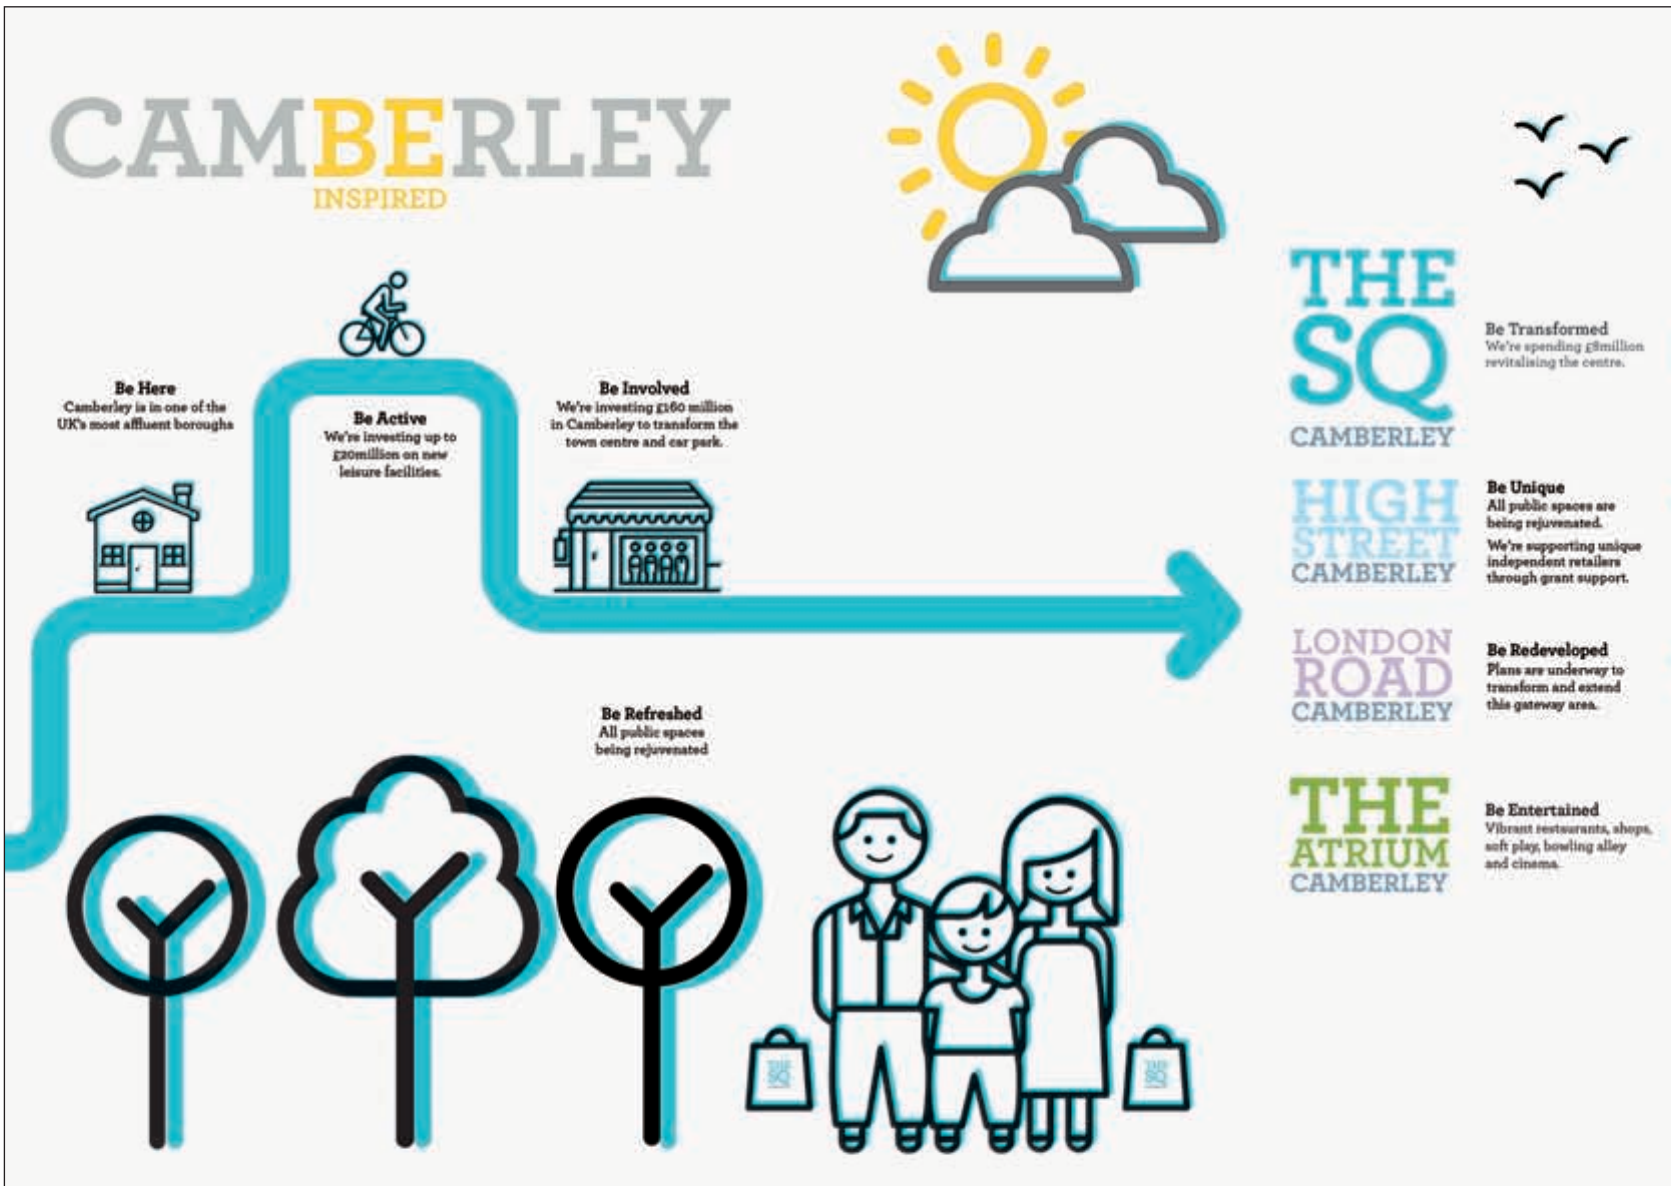 CAMBERLEY
INSPIRED
Be Here
Camberley is in one of the
UK's most affluent boroughs
Be Active
We're investing up to
£20million on new
leisure facilities.
Be Involved
We're investing £160 million
in Camberley to transform the
town centre and car park.
Be Refreshed
All public spaces
being rejuvenated
THE
SQ
CAMBERLEY
Be Transformed
We're spending £8million
revitalising the centre.
HIGH
STREET
CAMBERLEY
Be Unique
All public spaces are
being rejuvenated.
We're supporting unique
independent retailers
through grant support.
LONDON
ROAD
CAMBERLEY
Be Redeveloped
Plans are underway to
transform and extend
this gateway area.
THE
ATRIUM
CAMBERLEY
Be Entertained
Vibrant restaurants, shops,
soft play, bowling alley
and cinema.
THE
SQ
THE
SQ